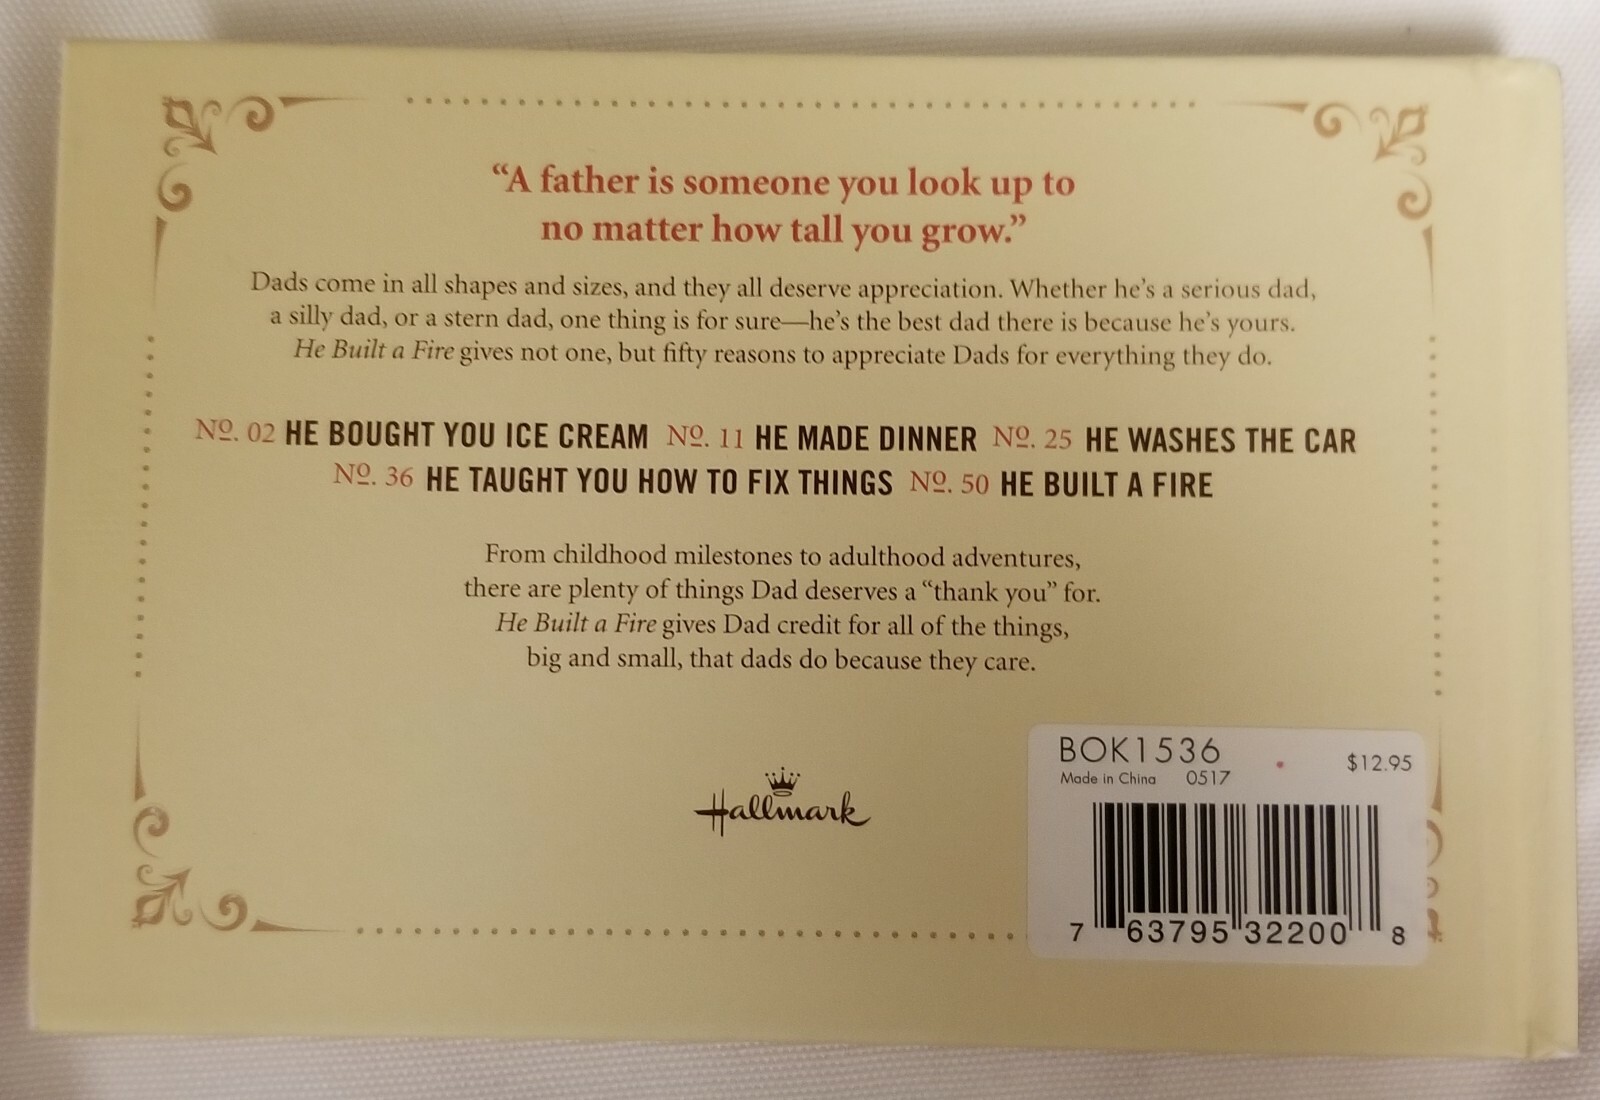 “A father is someone you look up to
no matter how tall you grow.”
Dads come in all shapes and sizes, and they all deserve appreciation. Whether he’s a serious dad,
a silly dad, or a stern dad, one thing is for sure—he’s the best dad there is because he’s yours.
He Built a Fire gives not one, but fifty reasons to appreciate Dads for everything they do.
Nº. 02 HE BOUGHT YOU ICE CREAM Nº. 11 HE MADE DINNER Nº. 25 HE WASHES THE CAR
Nº. 36 HE TAUGHT YOU HOW TO FIX THINGS Nº. 50 HE BUILT A FIRE
From childhood milestones to adulthood adventures,
there are plenty of things Dad deserves a “thank you” for.
He Built a Fire gives Dad credit for all of the things,
big and small, that dads do because they care.
Hallmark
BOK1536 $12.95
Made in China 0517
7 63795 32200 8